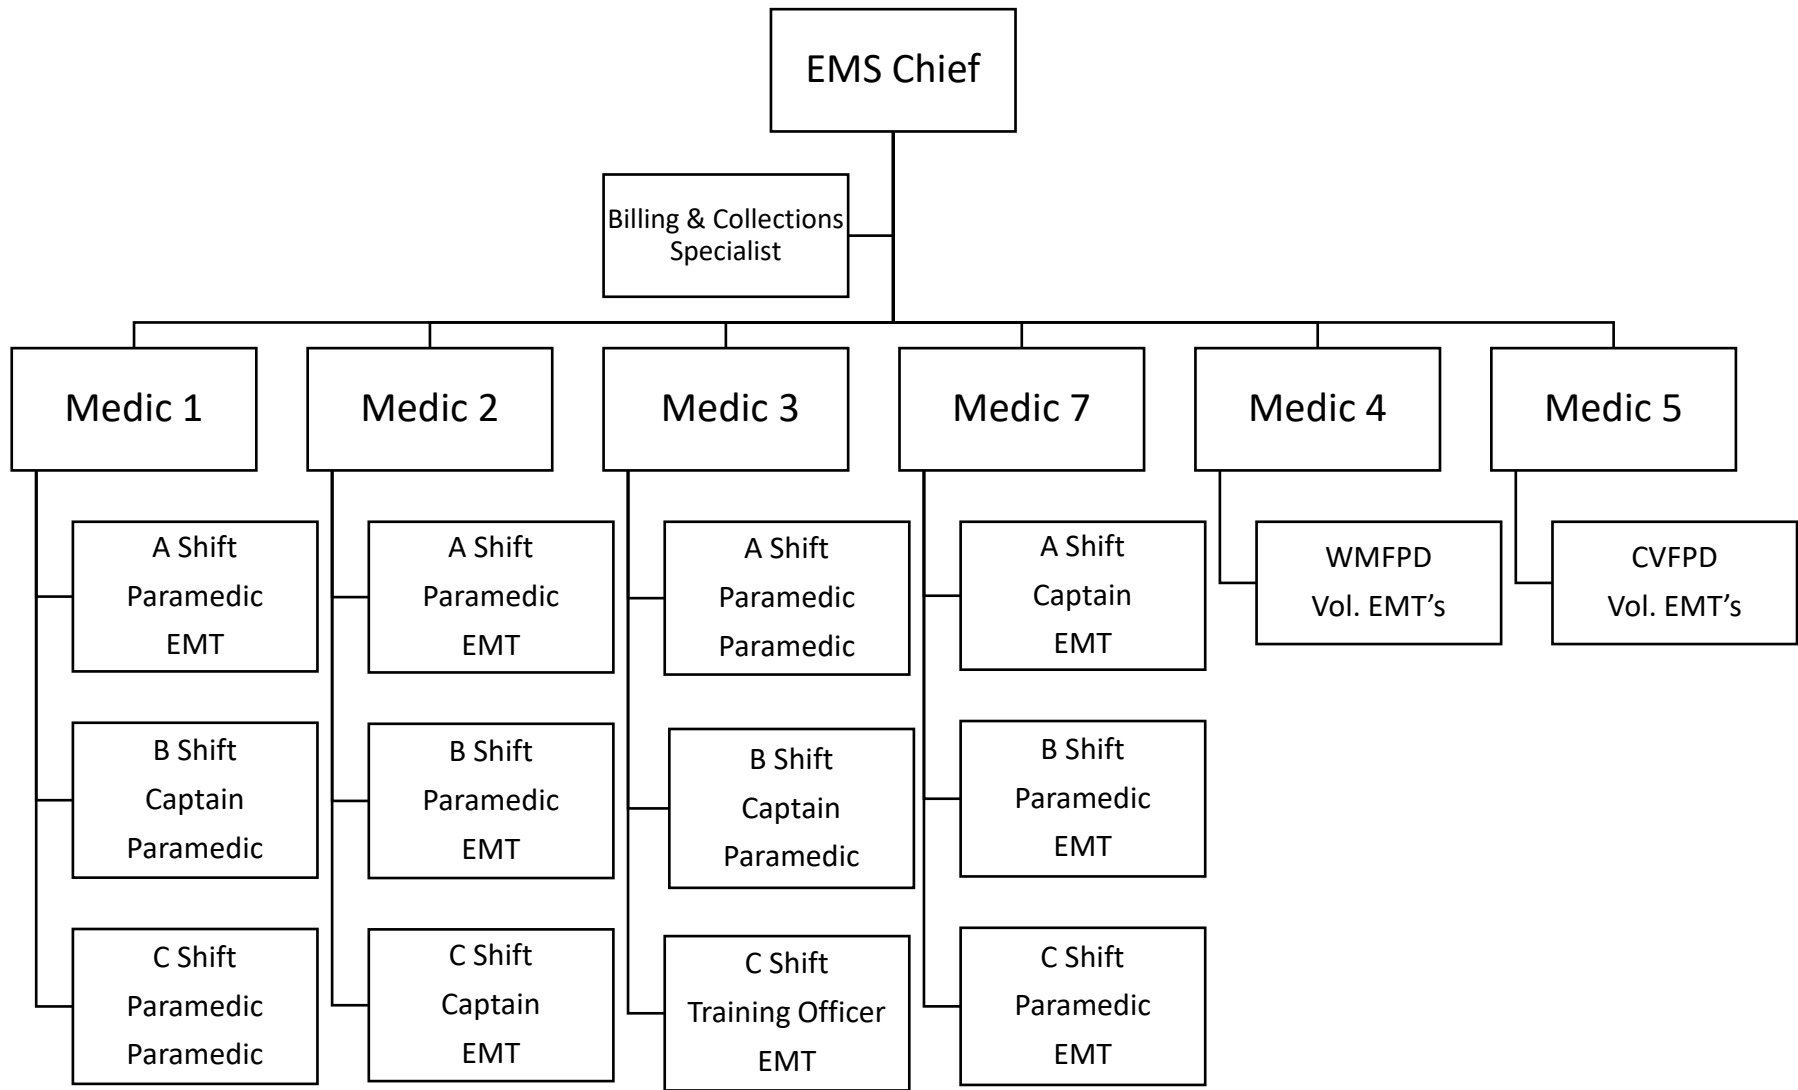 EMS Chief
Billing & Collections
Specialist
Medic 1
Medic 2
Medic 3
Medic 7
Medic 4
Medic 5
A Shift
Paramedic
EMT
A Shift
Paramedic
EMT
A Shift
Paramedic
Paramedic
A Shift
Captain
EMT
WMFPD
Vol. EMT’s
CVFPD
Vol. EMT’s
B Shift
Captain
Paramedic
B Shift
Paramedic
EMT
B Shift
Captain
Paramedic
B Shift
Paramedic
EMT
C Shift
Paramedic
Paramedic
C Shift
Captain
EMT
C Shift
Training Officer
EMT
C Shift
Paramedic
EMT